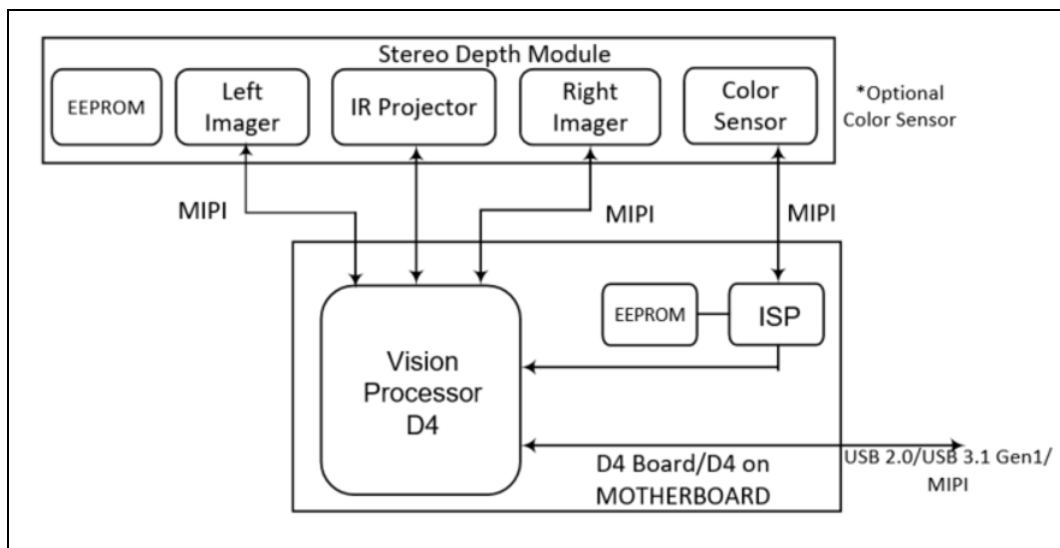 Stereo Depth Module
EEPROM
Left
Imager
IR Projector
Right
Imager
Color
Sensor
*Optional
Color Sensor
MIPI
MIPI
MIPI
EEPROM
ISP
Vision
Processor
D4
D4 Board/D4 on
MOTHERBOARD
USB 2.0/USB 3.1 Gen1/
MIPI